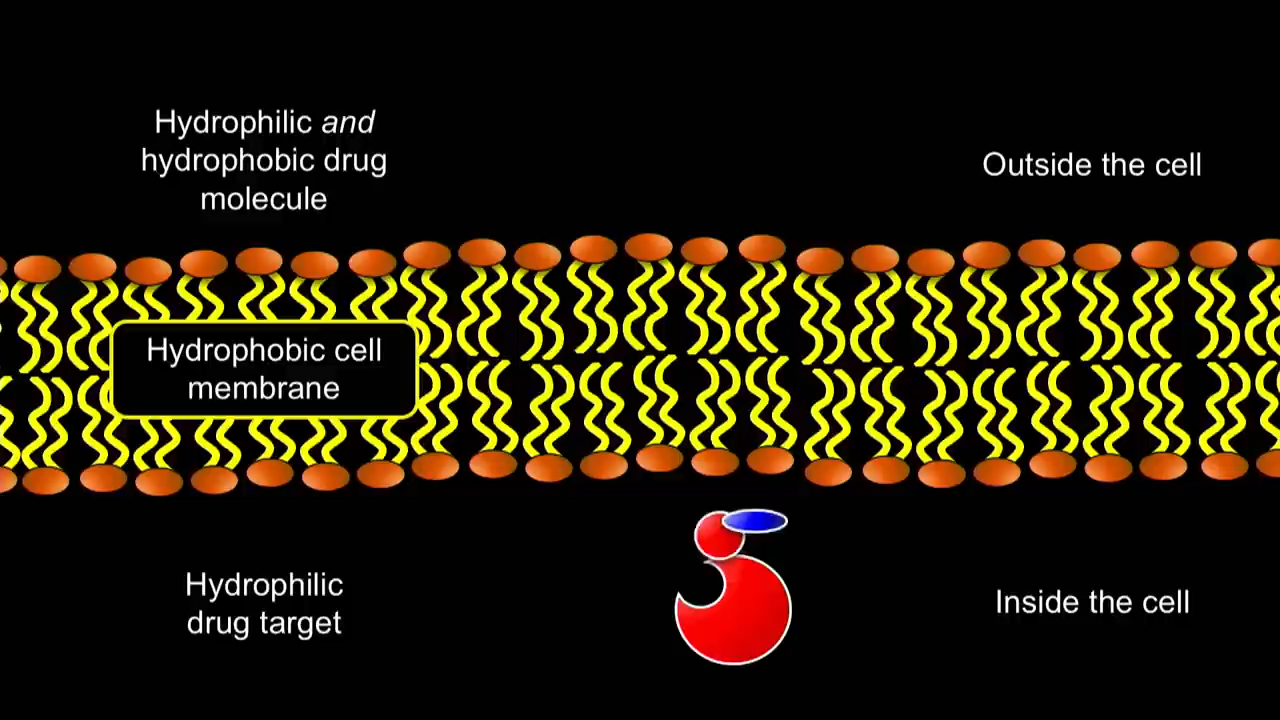 Hydrophilic and
hydrophobic drug
molecule
Outside the cell
Hydrophobic cell
membrane
Hydrophilic
drug target
Inside the cell